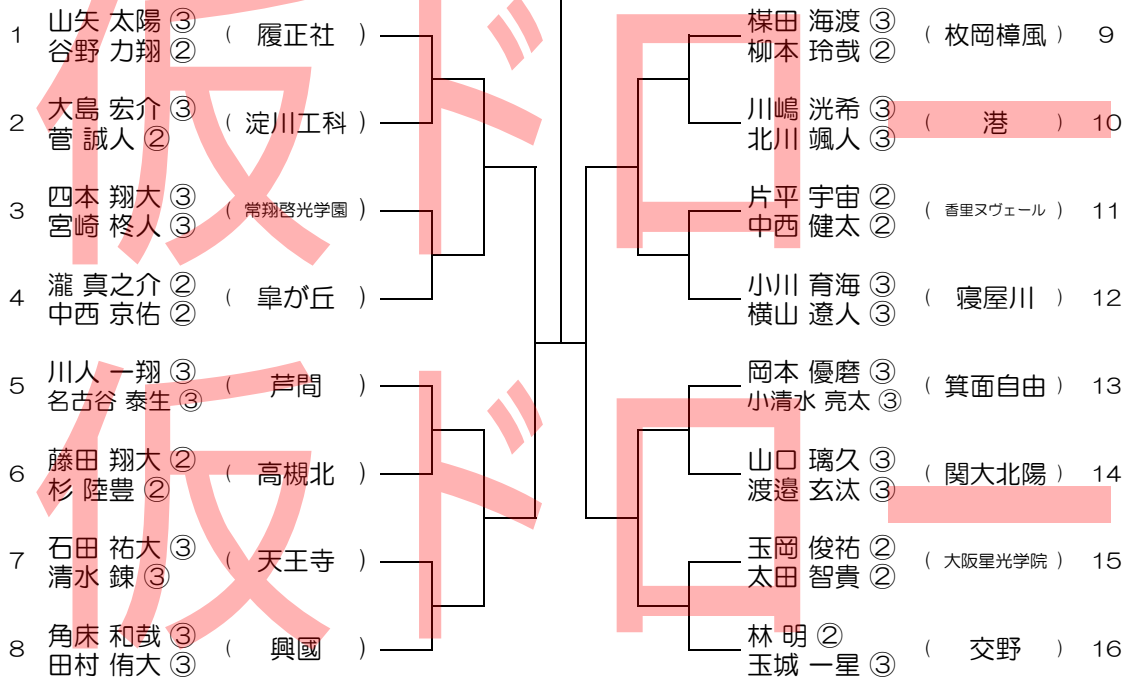 1 山矢 太陽 ③ ( 履正社 )
谷野 力翔 ②
2 大島 宏介 ③ ( 淀川工科 )
菅 誠人 ②
3 四本 翔大 ③ ( 常翔啓光学園 )
宮崎 柊人 ③
4 瀧 真之介 ② ( 皐が丘 )
中西 京佑 ②
5 川人 一翔 ③ ( 芦間 )
名古谷 泰生 ③
6 藤田 翔大 ② ( 高槻北 )
杉 陸豊 ②
7 石田 祐大 ③ ( 天王寺 )
清水 錬 ③
8 角床 和哉 ③ ( 興國 )
田村 侑大 ③
楳田 海渡 ③ ( 枚岡樟風 ) 9
柳本 玲哉 ②
川嶋 洸希 ③ ( 港 ) 10
北川 颯人 ③
片平 宇宙 ② ( 香里ヌヴェール ) 11
中西 健太 ②
小川 育海 ③ ( 寝屋川 ) 12
横山 遼人 ③
岡本 優磨 ③ ( 箕面自由 ) 13
小清水 亮太 ③
山口 璃久 ③ ( 関大北陽 ) 14
渡邉 玄汰 ③
玉岡 俊祐 ② ( 大阪星光学院 ) 15
太田 智貴 ②
林 明 ② ( 交野 ) 16
玉城 一星 ③
仮ドロー
仮ドロー